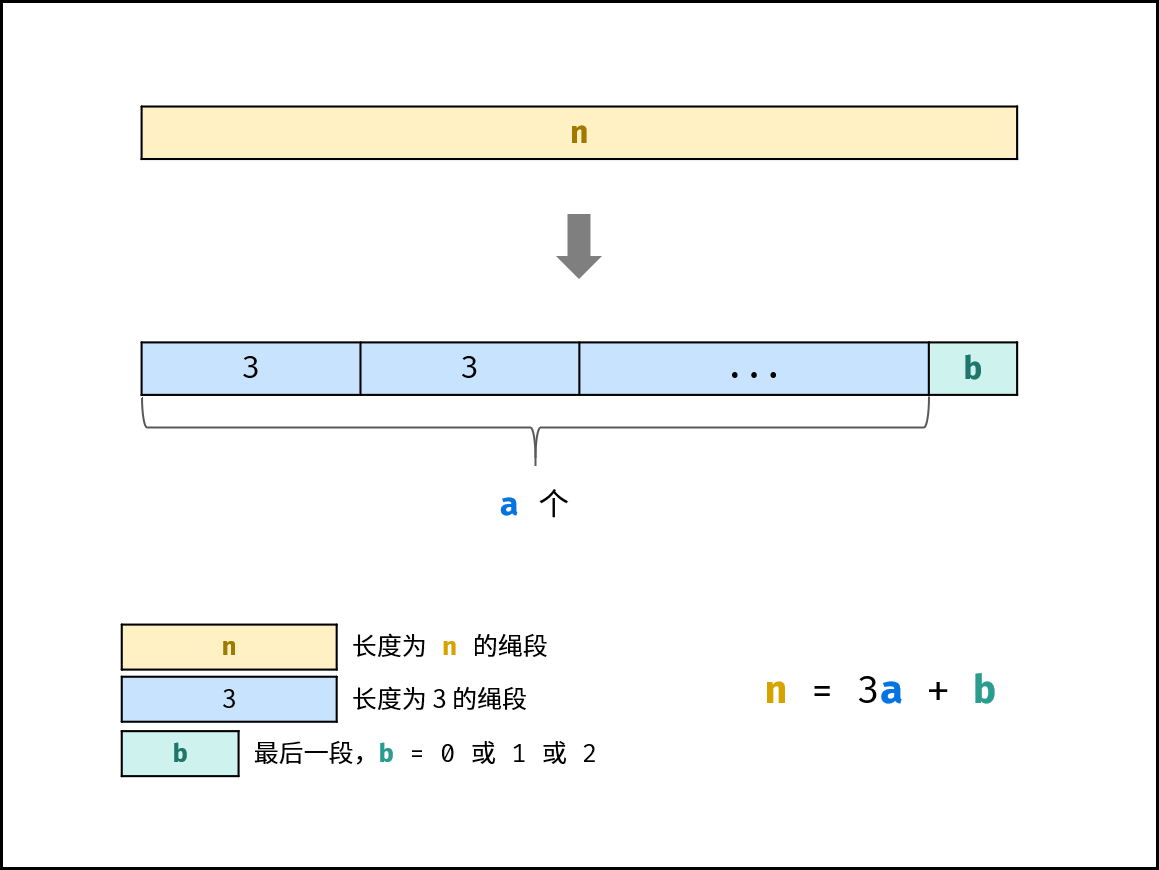 n
3 3 ... b
a 个
n 长度为 n 的绳段
3 长度为 3 的绳段
n = 3a + b
b 最后一段，b = 0 或 1 或 2